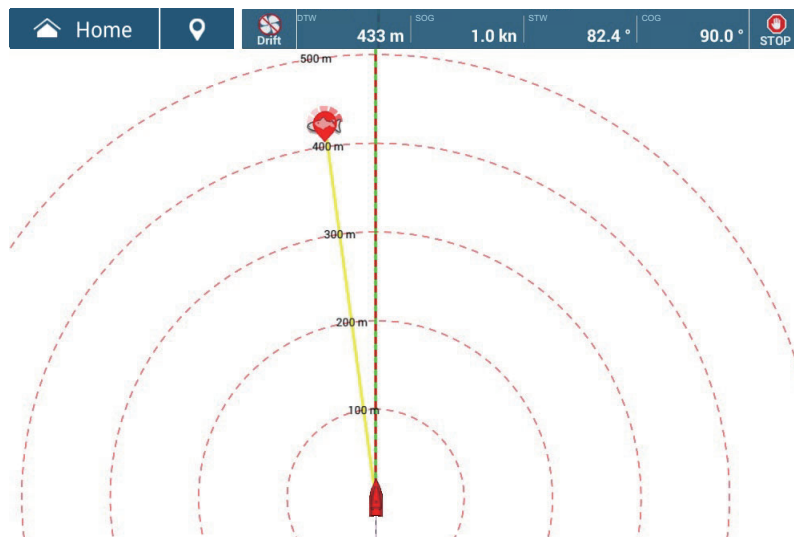 Home
Drift
DTW
433 m
SOG
1.0 kn
STW
82.4 °
COG
90.0 °
STOP
500 m
400 m
300 m
200 m
100 m